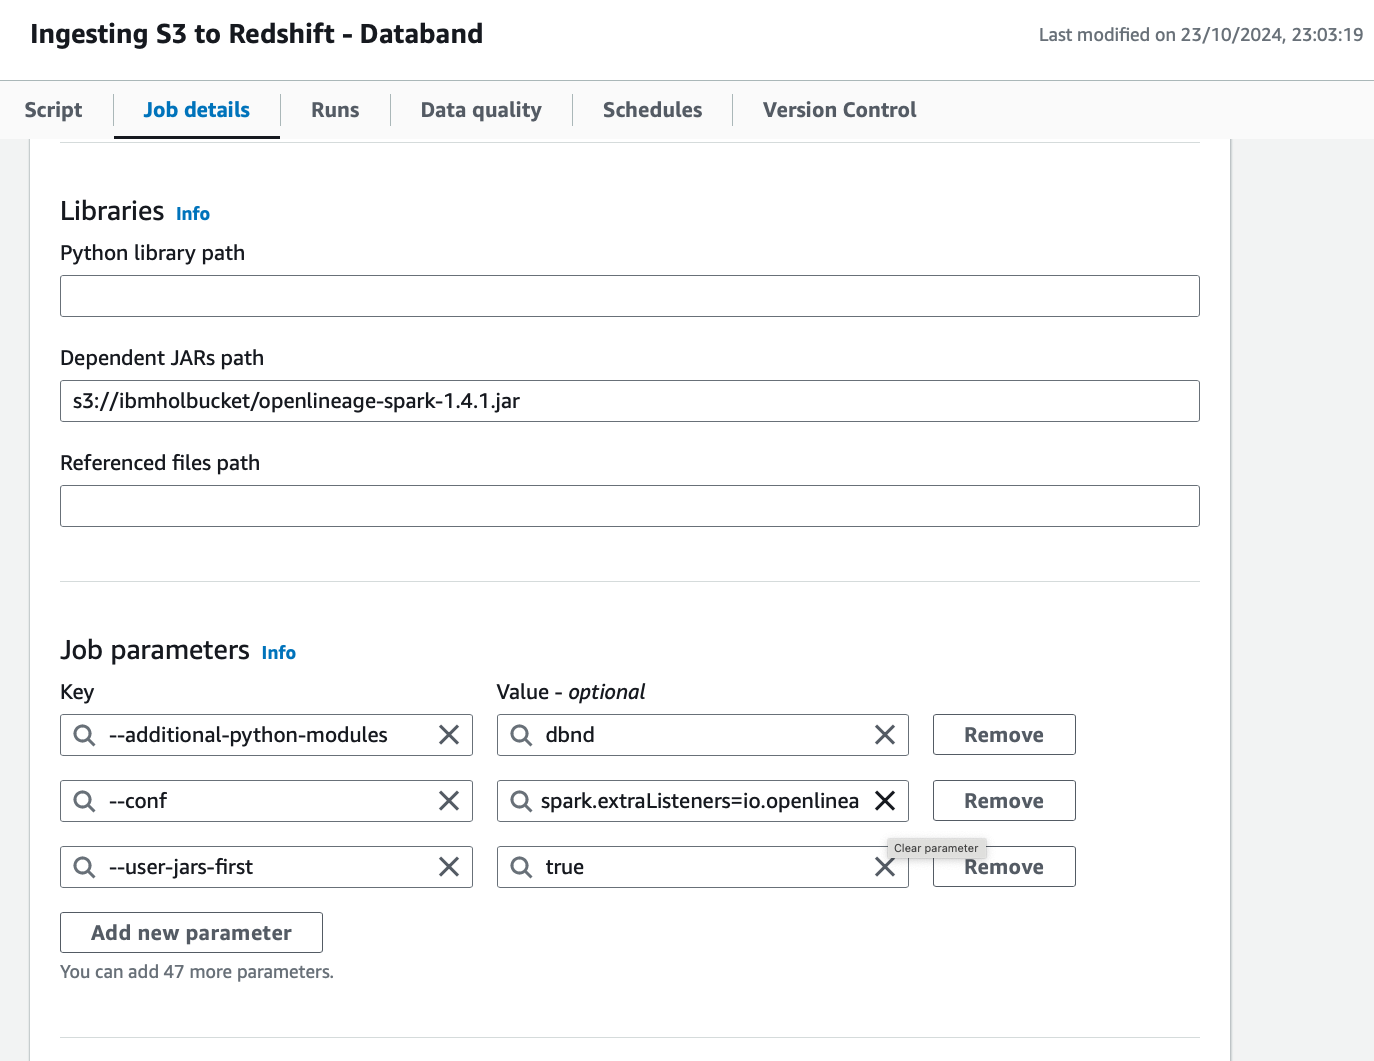 Ingesting S3 to Redshift - Databand
Last modified on 23/10/2024, 23:03:19
Script
Job details
Runs
Data quality
Schedules
Version Control
Libraries Info
Python library path
Dependent JARs path
s3://ibmholbucket/openlineage-spark-1.4.1.jar
Referenced files path
Job parameters Info
Key
Value - optional
--additional-python-modules
dbnd
Remove
--conf
spark.extraListeners=io.openlinea
Remove
Clear parameter
--user-jars-first
true
Remove
Add new parameter
You can add 47 more parameters.